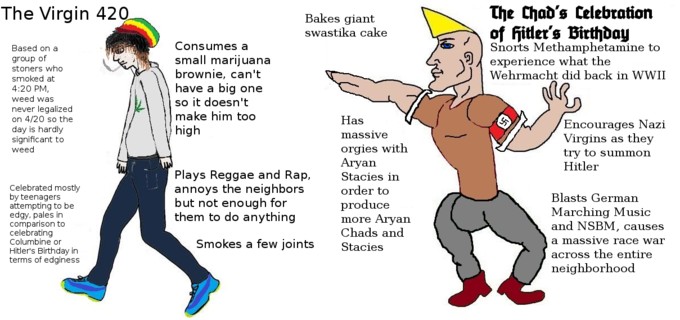 The Virgin 420
Based on a
group of
stoners who
smoked at
4:20 PM,
weed was
never legalized
on 4/20 so the
day is hardly
significant to
weed
Consumes a
small marijuana
brownie, can't
have a big one
so it doesn't
make him too
high
Plays Reggae and Rap,
annoys the neighbors
but not enough for
them to do anything
Celebrated mostly
by teenagers
attempting to be
edgy, pales in
comparison to
celebrating
Columbine or
Hitler's Birthday in
terms of edginess
Smokes a few joints
The Chad's Celebration
of Hitler's Birthday
Bakes giant
swastika cake
Snorts Methamphetamine to
experience what the
Wehrmacht did back in WWII
Has
massive
orgies with
Aryan
Stacies in
order to
produce
more Aryan
Chads and
Stacies
Encourages Nazi
Virgins as they
try to summon
Hitler
Blasts German
Marching Music
and NSBM, causes
a massive race war
across the entire
neighborhood